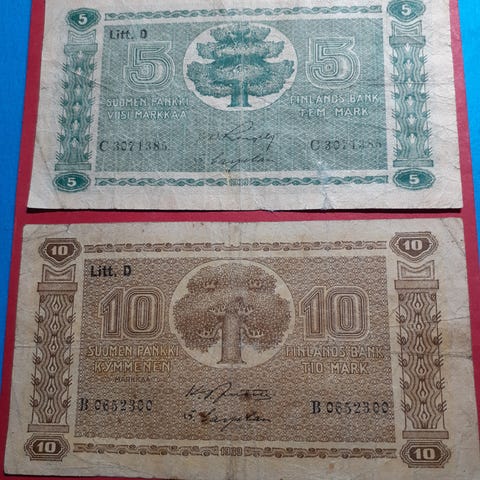 5 5
Litt. D
5 5
SUOMEN PANKKI FINLANDS BANK
VIISI MARKKAA FEM MARK
C 3071385 C 3071385
5 5
10 10
Litt. D
10 10
SUOMEN PANKKI FINLANDS BANK
KYMMENEN TIO MARK
MARKKAA
B 0652300 B 0652300
10 10
1939